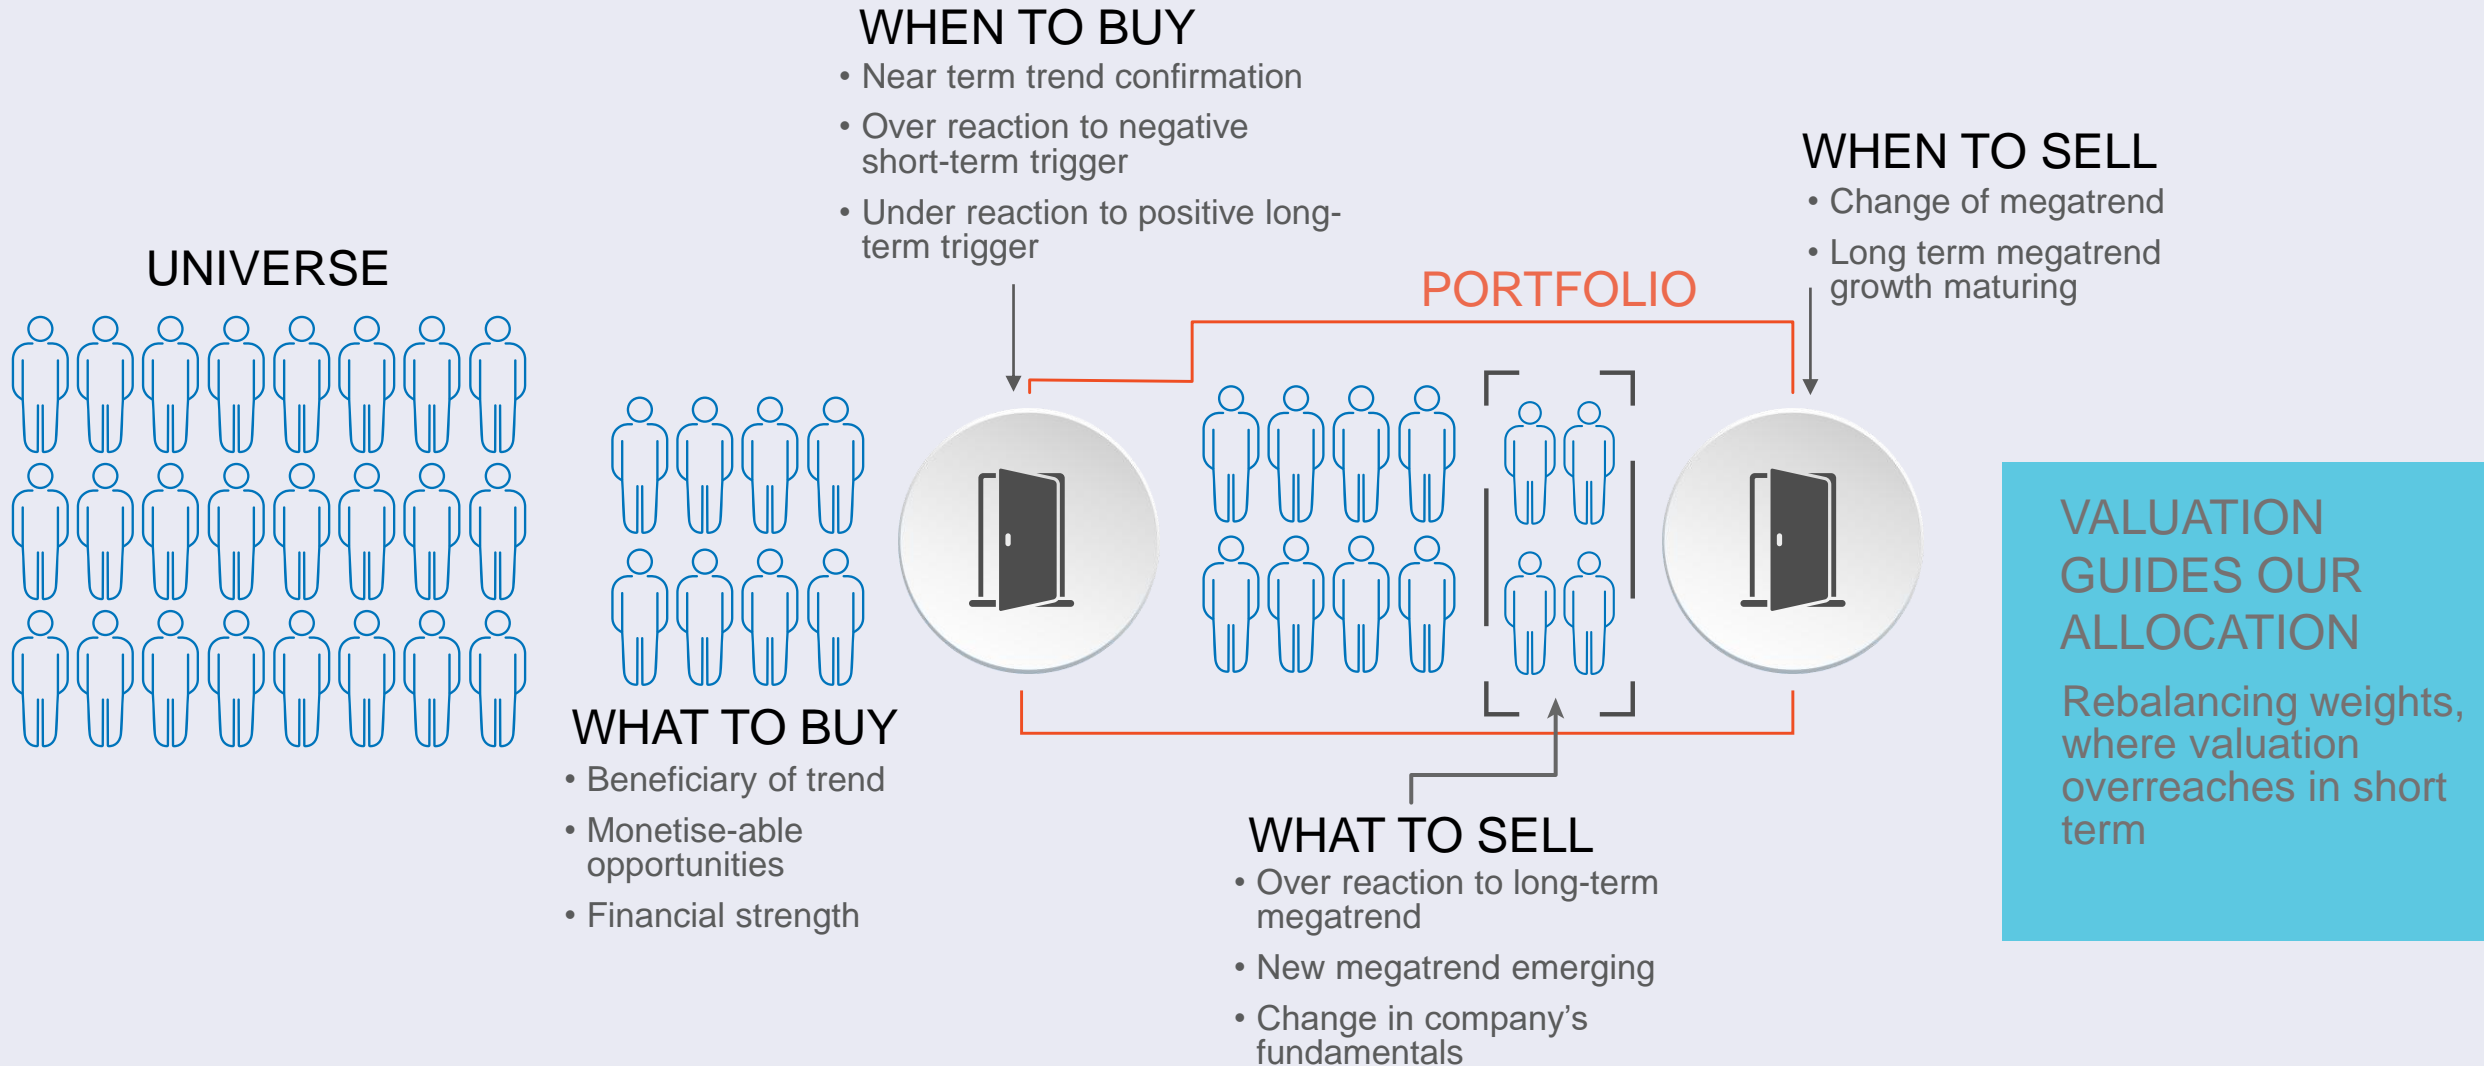 UNIVERSE
WHEN TO BUY
• Near term trend confirmation
• Over reaction to negative
short-term trigger
• Under reaction to positive long-
term trigger
WHAT TO BUY
• Beneficiary of trend
• Monetise-able
opportunities
• Financial strength
PORTFOLIO
WHAT TO SELL
• Over reaction to long-term
megatrend
• New megatrend emerging
• Change in company’s
fundamentals
WHEN TO SELL
• Change of megatrend
• Long term megatrend
growth maturing
VALUATION
GUIDES OUR
ALLOCATION
Rebalancing weights,
where valuation
overreaches in short
term